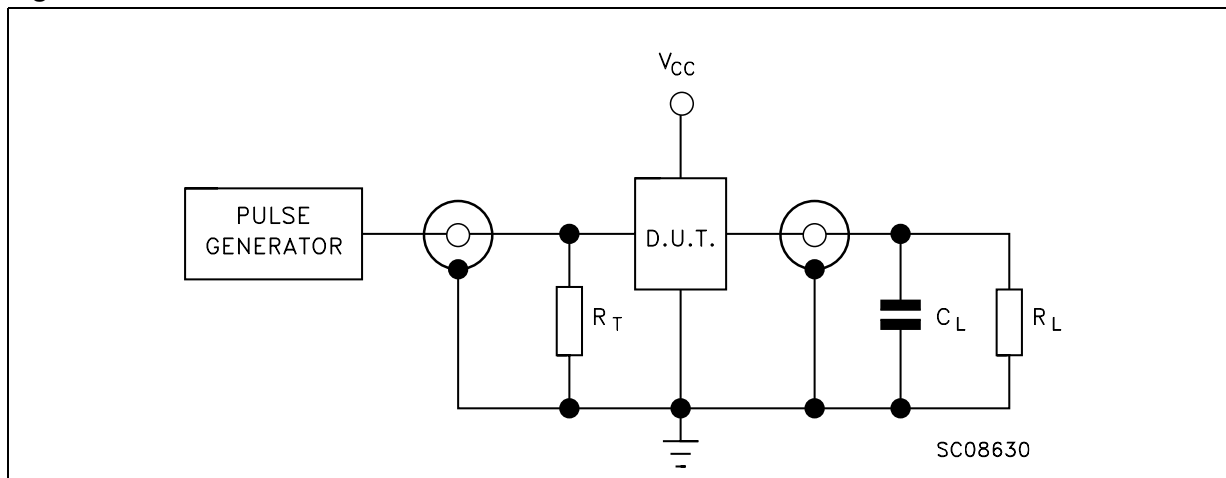 VCC
PULSE
GENERATOR
D.U.T.
RT
CL
RL
SC08630